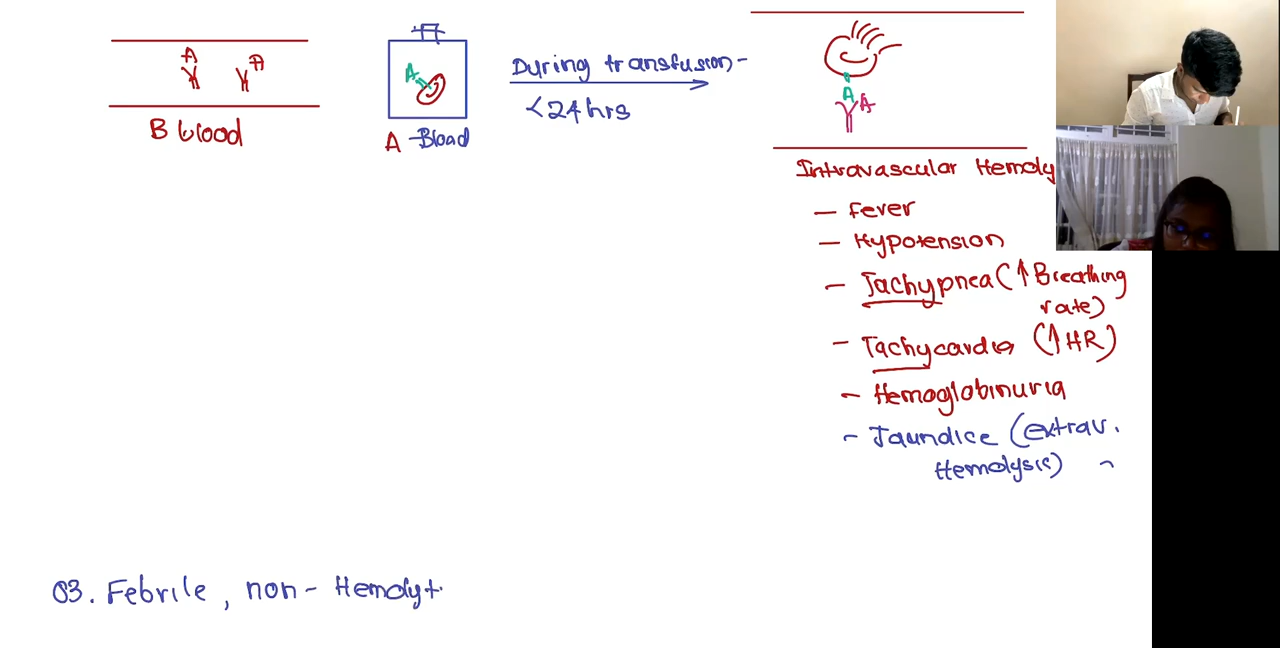 A A
B blood
A
A - Blood
During transfusion -
<24 hrs
A A
Intravascular Hemoly
- Fever
- Hypotension
- Tachypnea (↑ Breathing
rate)
- Tachycardia (↑ HR)
- Hemoglobinuria
- Jaundice (extrav.
Hemolysis)
03. Febrile, non-Hemolyt